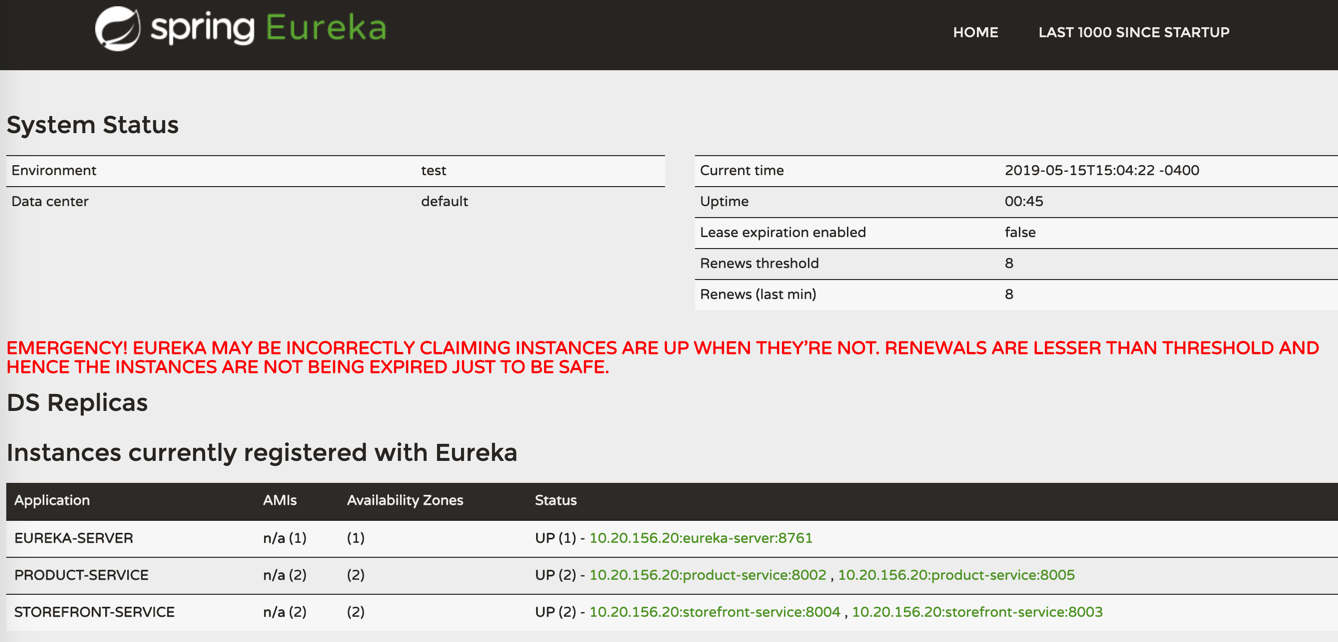 spring Eureka HOME LAST 1000 SINCE STARTUP
System Status
Environment test Current time 2019-05-15T15:04:22 -0400
Data center default Uptime 00:45
Lease expiration enabled false
Renews threshold 8
Renews (last min) 8
EMERGENCY! EUREKA MAY BE INCORRECTLY CLAIMING INSTANCES ARE UP WHEN THEY'RE NOT. RENEWALS ARE LESSER THAN THRESHOLD AND
HENCE THE INSTANCES ARE NOT BEING EXPIRED JUST TO BE SAFE.
DS Replicas
Instances currently registered with Eureka
Application AMIs Availability Zones Status
EUREKA-SERVER n/a (1) (1) UP (1) - 10.20.156.20:eureka-server:8761
PRODUCT-SERVICE n/a (2) (2) UP (2) - 10.20.156.20:product-service:8002 , 10.20.156.20:product-service:8005
STOREFRONT-SERVICE n/a (2) (2) UP (2) - 10.20.156.20:storefront-service:8004 , 10.20.156.20:storefront-service:8003